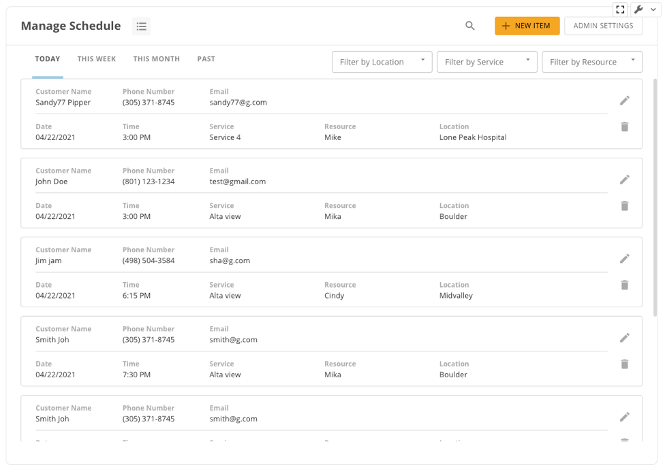 Manage Schedule
NEW ITEM
ADMIN SETTINGS
TODAY THIS WEEK THIS MONTH PAST
Filter by Location Filter by Service Filter by Resource
Customer Name Phone Number Email
Sandy77 Pipper (305) 371-8745 sandy77@g.com
Date Time Service Resource Location
04/22/2021 3:00 PM Service 4 Mike Lone Peak Hospital
Customer Name Phone Number Email
John Doe (801) 123-1234 test@gmail.com
Date Time Service Resource Location
04/22/2021 3:00 PM Alta view Mika Boulder
Customer Name Phone Number Email
Jim jam (498) 504-3584 sha@g.com
Date Time Service Resource Location
04/22/2021 6:15 PM Alta view Cindy Midvalley
Customer Name Phone Number Email
Smith Joh (305) 371-8745 smith@g.com
Date Time Service Resource Location
04/22/2021 7:30 PM Alta view Mika Boulder
Customer Name Phone Number Email
Smith Joh (305) 371-8745 smith@g.com